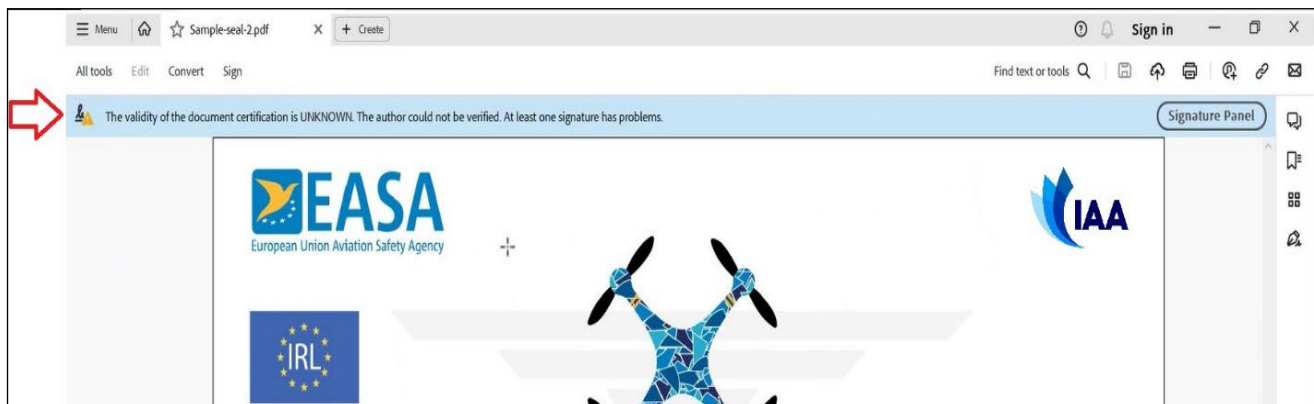 Menu
Sample-seal-2.pdf
X
+ Create
Sign in
All tools Edit Convert Sign
Find text or tools
The validity of the document certification is UNKNOWN. The author could not be verified. At least one signature has problems.
Signature Panel
EASA
European Union Aviation Safety Agency
IAA
IRL